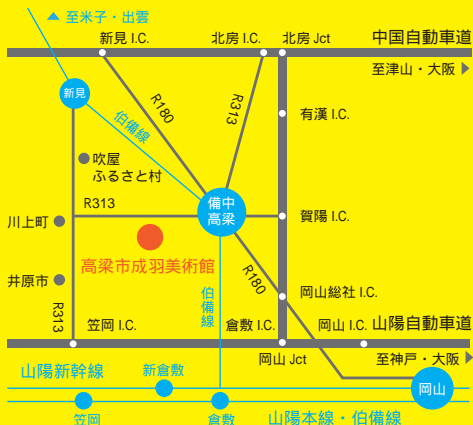 ▲ 至米子・出雲
新見 I.C.
北房 I.C.
北房 Jct
中国自動車道
至津山・大阪 ▶
新見
R180
R313
伯備線
有漢 I.C.
吹屋
ふるさと村
R313
備中
高梁
川上町
賀陽 I.C.
高梁市成羽美術館
R180
井原市
伯備線
岡山総社 I.C.
R313
笠岡 I.C.
倉敷 I.C.
岡山 I.C.
山陽自動車道
岡山 Jct
至神戸・大阪 ▶
山陽新幹線
新倉敷
岡山
笠岡
倉敷
山陽本線・伯備線